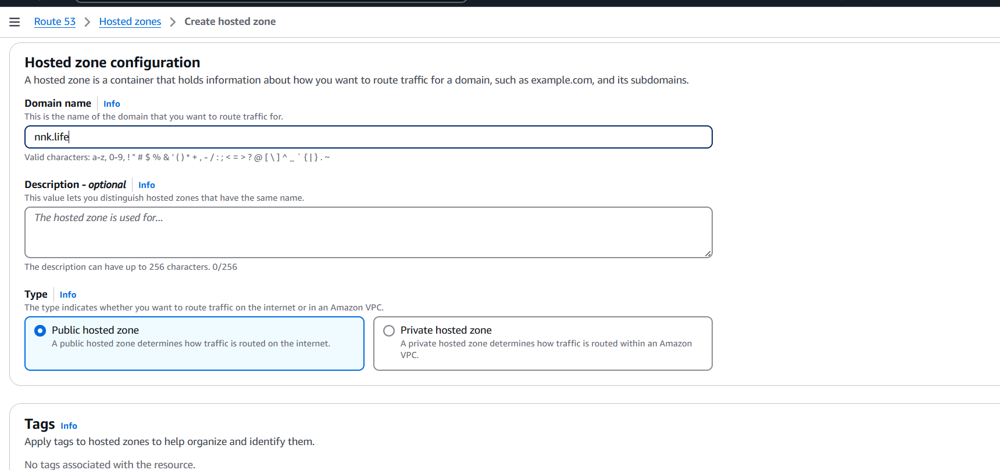 Route 53 > Hosted zones > Create hosted zone
Hosted zone configuration
A hosted zone is a container that holds information about how you want to route traffic for a domain, such as example.com, and its subdomains.
Domain name Info
This is the name of the domain that you want to route traffic for.
nnk.life
Valid characters: a-z, 0-9, ! " # $ % & ' ( ) * + , - / : ; < = > ? @ [ \ ] ^ _ ` { | } . ~
Description - optional Info
This value lets you distinguish hosted zones that have the same name.
The hosted zone is used for...
The description can have up to 256 characters. 0/256
Type Info
The type indicates whether you want to route traffic on the internet or in an Amazon VPC.
Public hosted zone
A public hosted zone determines how traffic is routed on the internet.
Private hosted zone
A private hosted zone determines how traffic is routed within an Amazon
VPC.
Tags Info
Apply tags to hosted zones to help organize and identify them.
No tags associated with the resource.